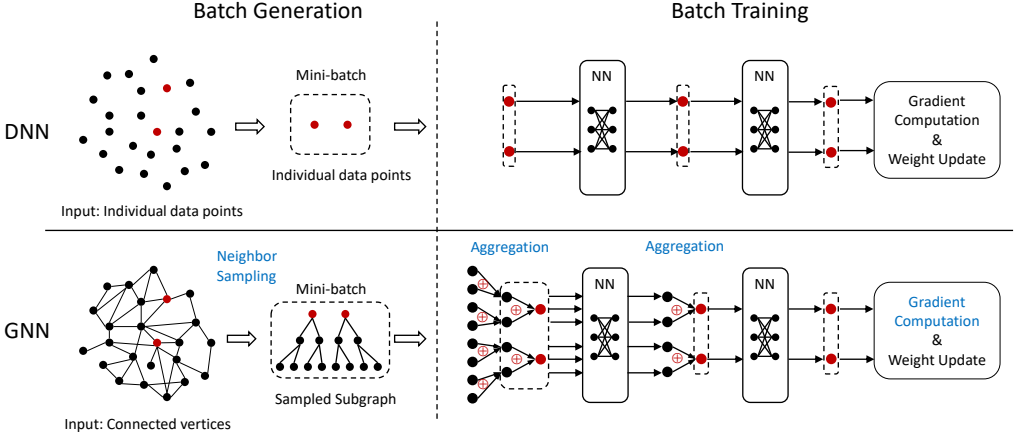 Batch Generation
Batch Training
DNN
Mini-batch
Individual data points
Input: Individual data points
NN
NN
Gradient
Computation
&
Weight Update
GNN
Neighbor
Sampling
Mini-batch
Sampled Subgraph
Input: Connected vertices
Aggregation
Aggregation
NN
NN
Gradient
Computation
&
Weight Update